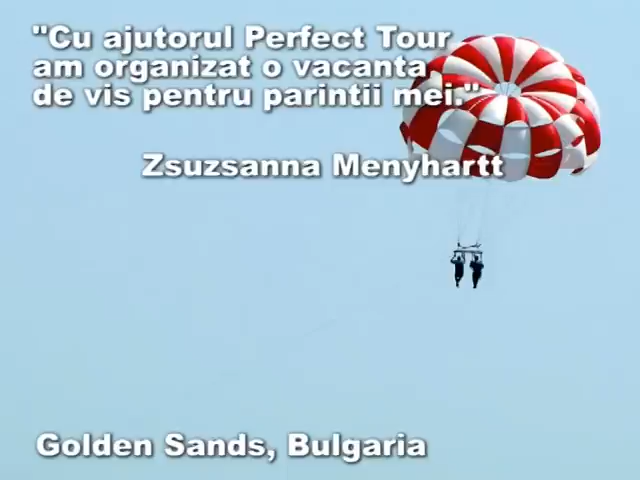 "Cu ajutorul Perfect Tour
am organizat o vacanta
de vis pentru parintii mei."
Zsuzsanna Menyhartt
Golden Sands, Bulgaria